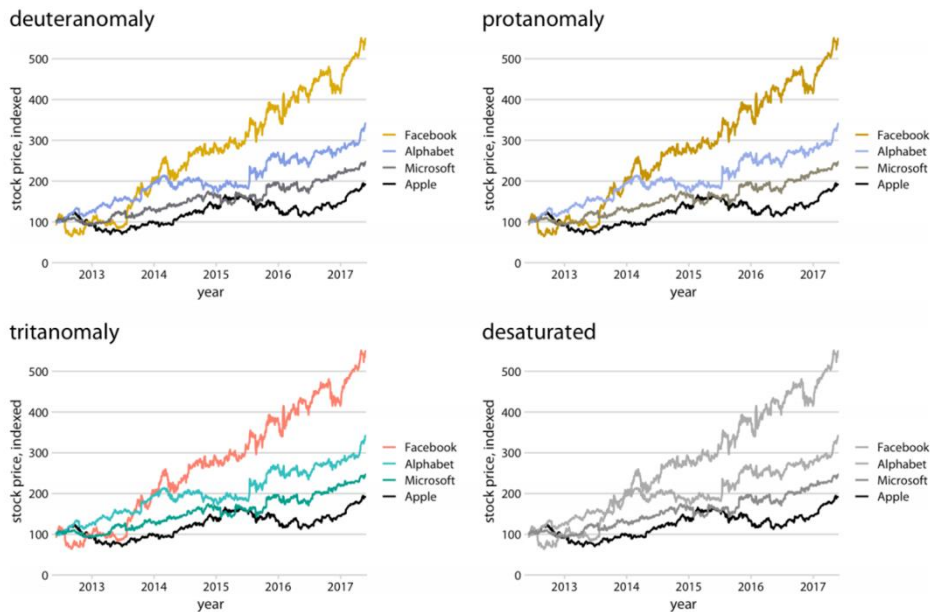 deuteranomaly
stock price, indexed
500
400
300
200
100
0
2013 2014 2015 2016 2017
year
Facebook
Alphabet
Microsoft
Apple
protanomaly
stock price, indexed
500
400
300
200
100
0
2013 2014 2015 2016 2017
year
Facebook
Alphabet
Microsoft
Apple
tritanomaly
stock price, indexed
500
400
300
200
100
0
2013 2014 2015 2016 2017
year
Facebook
Alphabet
Microsoft
Apple
desaturated
stock price, indexed
500
400
300
200
100
0
2013 2014 2015 2016 2017
year
Facebook
Alphabet
Microsoft
Apple